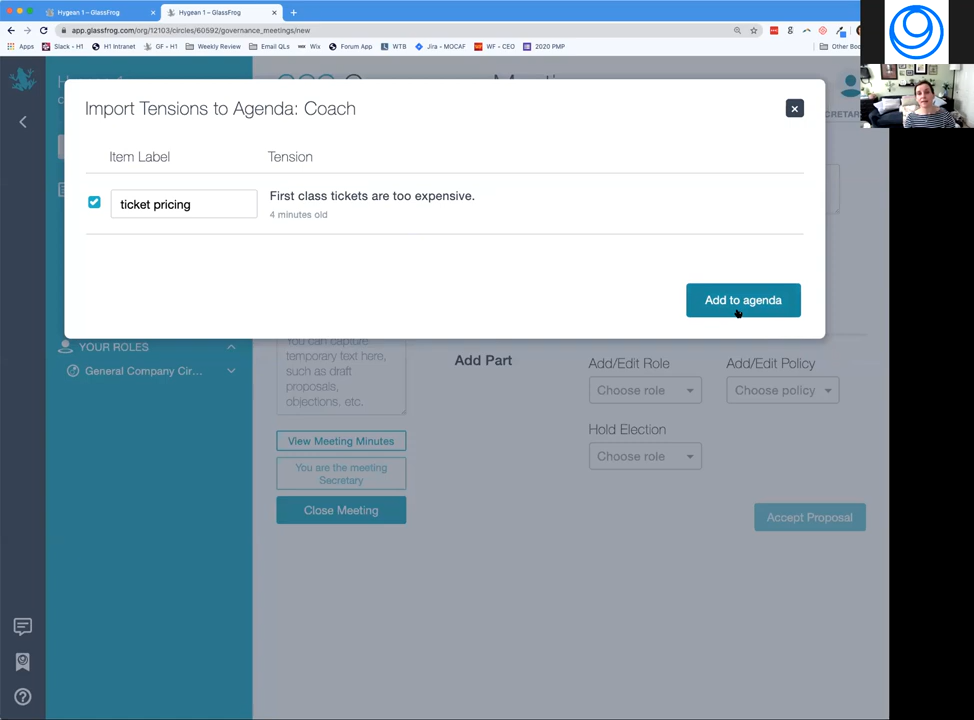 Hygean 1 – GlassFrog
Hygean 1 – GlassFrog
app.glassfrog.com/org/12103/circles/60592/governance_meetings/new
Apps
Slack - H1
H1 Intranet
GF - H1
Weekly Review
Email QLs
Wix
Forum App
WTB
Jira - MOCAF
WF - CEO
2020 PMP
Other Boo
Import Tensions to Agenda: Coach
Item Label
Tension
ticket pricing
First class tickets are too expensive.
4 minutes old
Add to agenda
YOUR ROLES
General Company Cir...
You can capture
temporary text here,
such as draft
proposals,
objections. etc.
View Meeting Minutes
You are the meeting
Secretary
Close Meeting
Add Part
Add/Edit Role
Choose role
Add/Edit Policy
Choose policy
Hold Election
Choose role
Accept Proposal